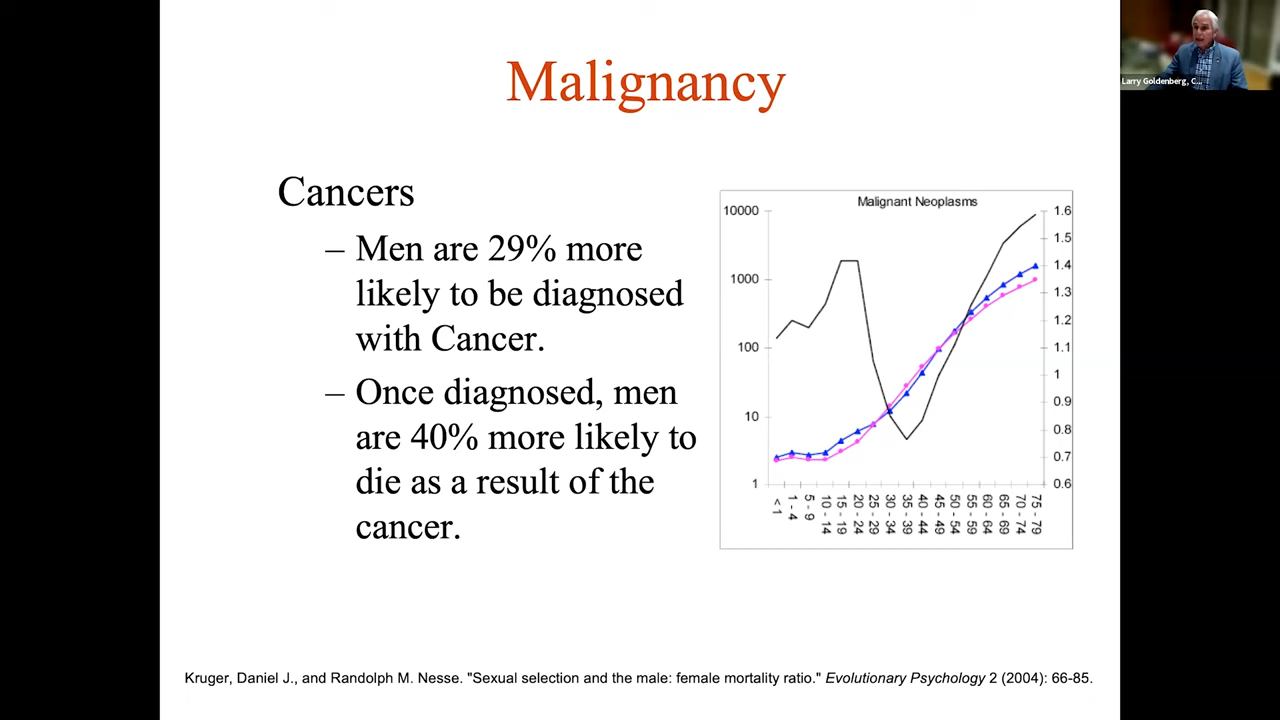 Malignancy
Larry Goldenberg, C...
Cancers
– Men are 29% more
likely to be diagnosed
with Cancer.
– Once diagnosed, men
are 40% more likely to
die as a result of the
cancer.
Malignant Neoplasms
10000
1000
100
10
1
1.6
1.5
1.4
1.3
1.2
1.1
1
0.9
0.8
0.7
0.6
< 1
1 - 4
5 - 9
10 - 14
15 - 19
20 - 24
25 - 29
30 - 34
35 - 39
40 - 44
45 - 49
50 - 54
55 - 59
60 - 64
65 - 69
70 - 74
75 - 79
Kruger, Daniel J., and Randolph M. Nesse. "Sexual selection and the male: female mortality ratio." Evolutionary Psychology 2 (2004): 66-85.